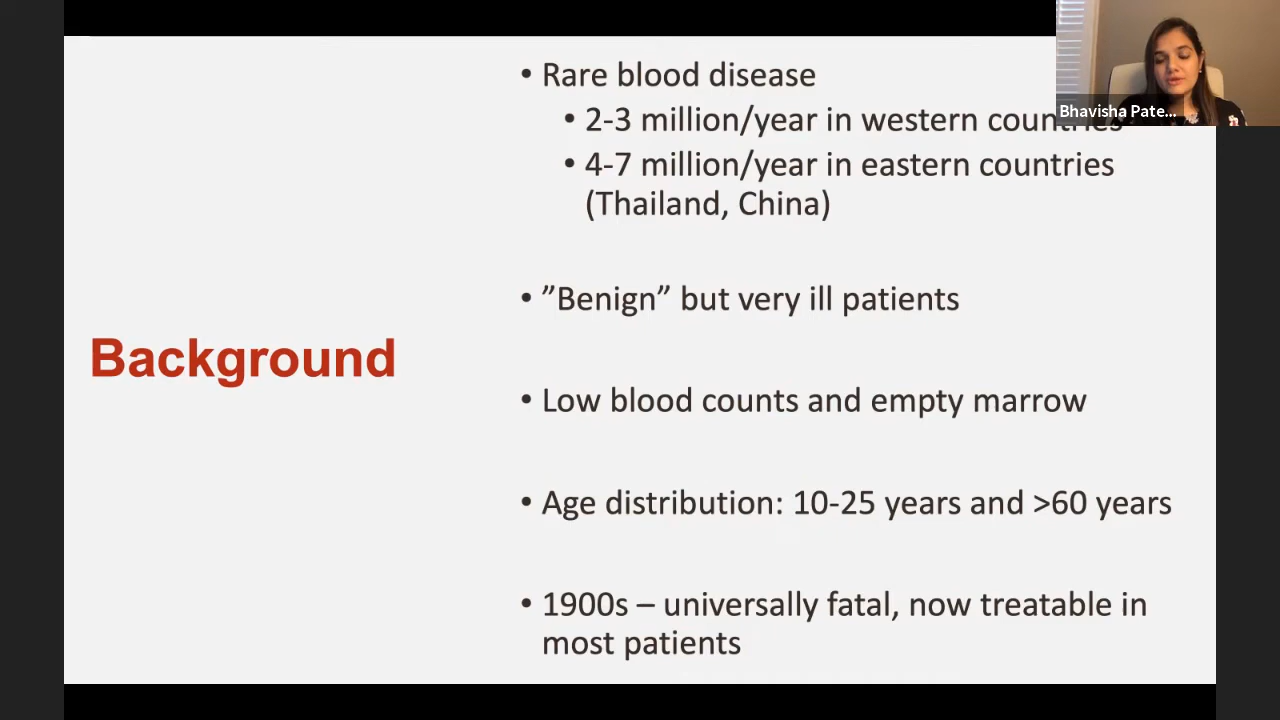 Background
• Rare blood disease
• 2-3 million/year in western countries
• 4-7 million/year in eastern countries
(Thailand, China)
• ”Benign” but very ill patients
• Low blood counts and empty marrow
• Age distribution: 10-25 years and >60 years
• 1900s – universally fatal, now treatable in
most patients
Bhavisha Pate...